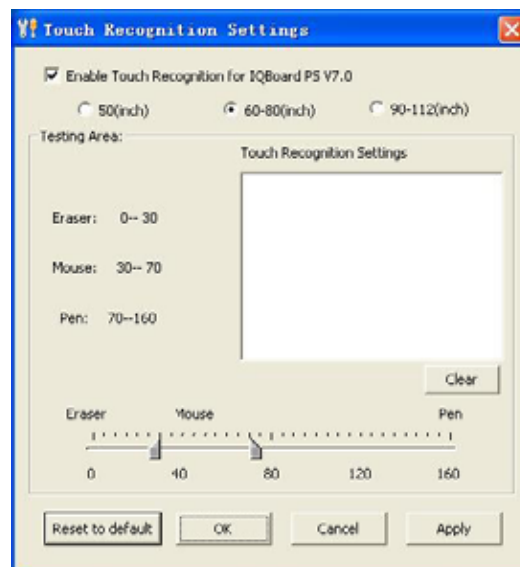 Touch Recognition Settings
Enable Touch Recognition for IQBoard PS V7.0
50(inch) 60-80(inch) 90-112(inch)
Testing Area:
Touch Recognition Settings
Eraser: 0-- 30
Mouse: 30-- 70
Pen: 70--160
Clear
Eraser Mouse Pen
0 40 80 120 160
Reset to default OK Cancel Apply